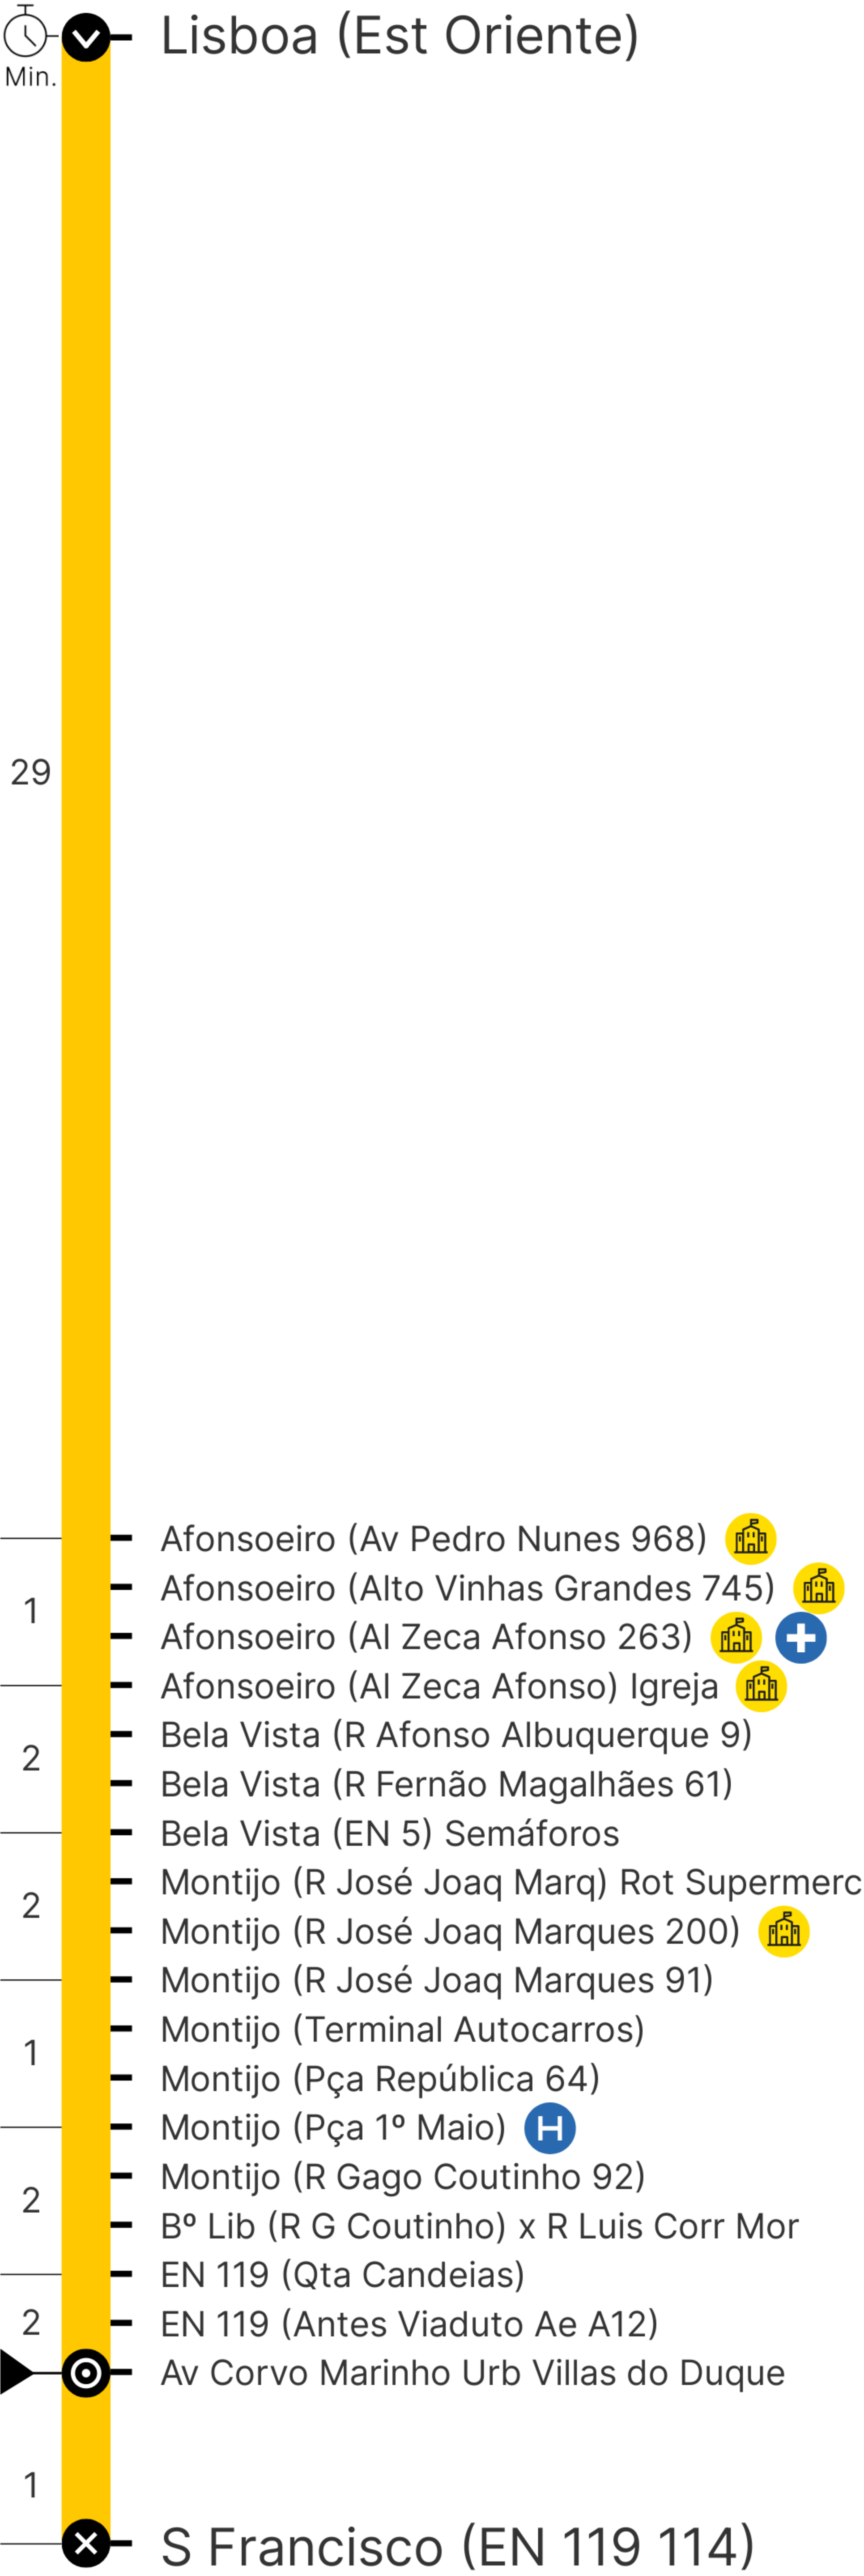 Lisboa (Est Oriente)
Min.
29
Afonsoeiro (Av Pedro Nunes 968)
Afonsoeiro (Alto Vinhas Grandes 745)
1
Afonsoeiro (Al Zeca Afonso 263)
Afonsoeiro (Al Zeca Afonso) Igreja
Bela Vista (R Afonso Albuquerque 9)
2
Bela Vista (R Fernão Magalhães 61)
Bela Vista (EN 5) Semáforos
Montijo (R José Joaq Marq) Rot Supermerc
2
Montijo (R José Joaq Marques 200)
Montijo (R José Joaq Marques 91)
Montijo (Terminal Autocarros)
1
Montijo (Pça República 64)
Montijo (Pça 1º Maio) H
Montijo (R Gago Coutinho 92)
2
Bº Lib (R G Coutinho) x R Luis Corr Mor
EN 119 (Qta Candeias)
2
EN 119 (Antes Viaduto Ae A12)
Av Corvo Marinho Urb Villas do Duque
1
S Francisco (EN 119 114)